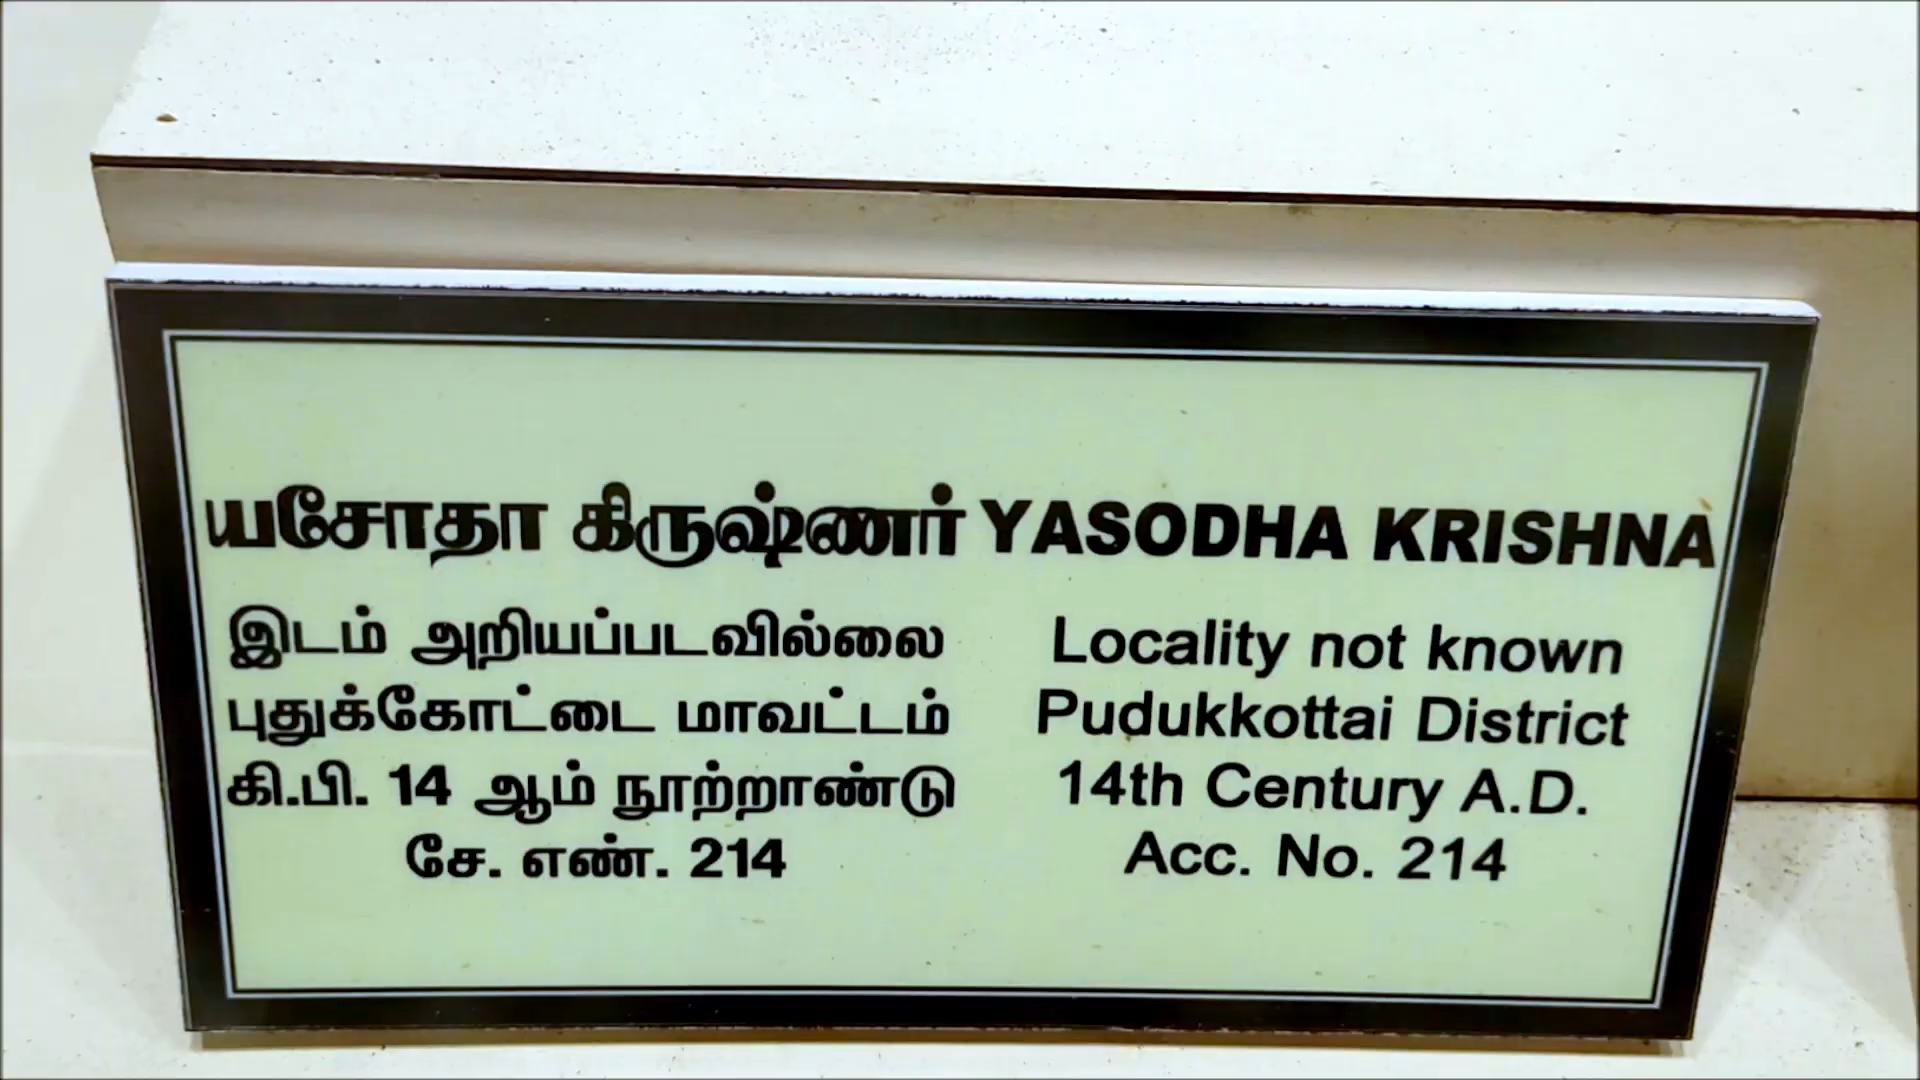 யசோதா கிருஷ்ணர் YASODHA KRISHNA
இடம் அறியப்படவில்லை
புதுக்கோட்டை மாவட்டம்
கி.பி. 14 ஆம் நூற்றாண்டு
சே. எண். 214
Locality not known
Pudukkottai District
14th Century A.D.
Acc. No. 214